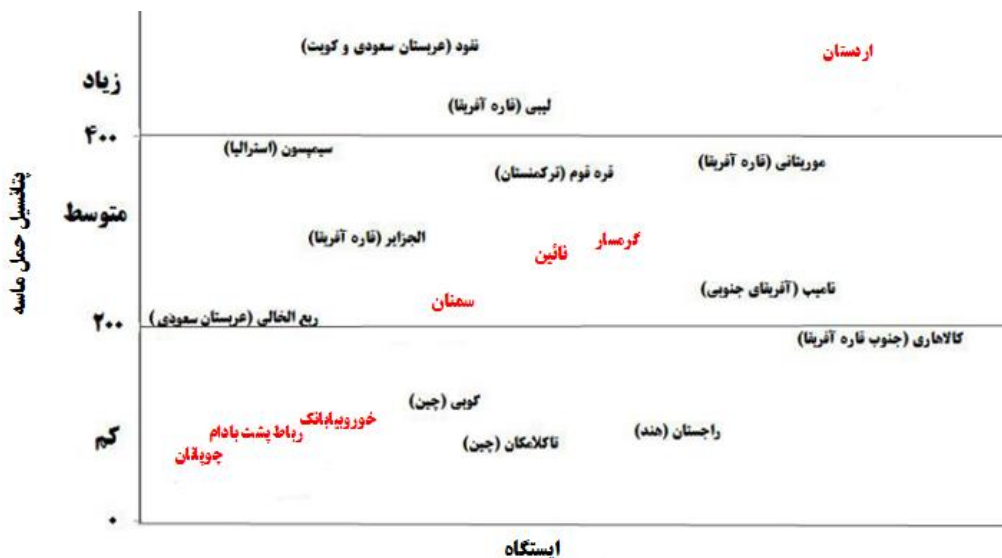 نفود (عربستان سعودی و کویت)
اردستان
زیاد
لیبی (قاره آفریقا)
۴۰۰
سیمپسون (استرالیا)
موریتانی (قاره آفریقا)
قره قوم (ترکمنستان)
متوسط
پتانسیل حمل ماسه
الجزایر (قاره آفریقا)
گرمسار
نائین
نامیب (آفریقای جنوبی)
سمنان
ربع الخالی (عربستان سعودی)
۲۰۰
کالاهاری (جنوب قاره آفریقا)
گوبی (چین)
خوروبیابانک
رباط پشت بادام
راجستان (هند)
کم
تاکلامکان (چین)
چوپانان
۰
ایستگاه